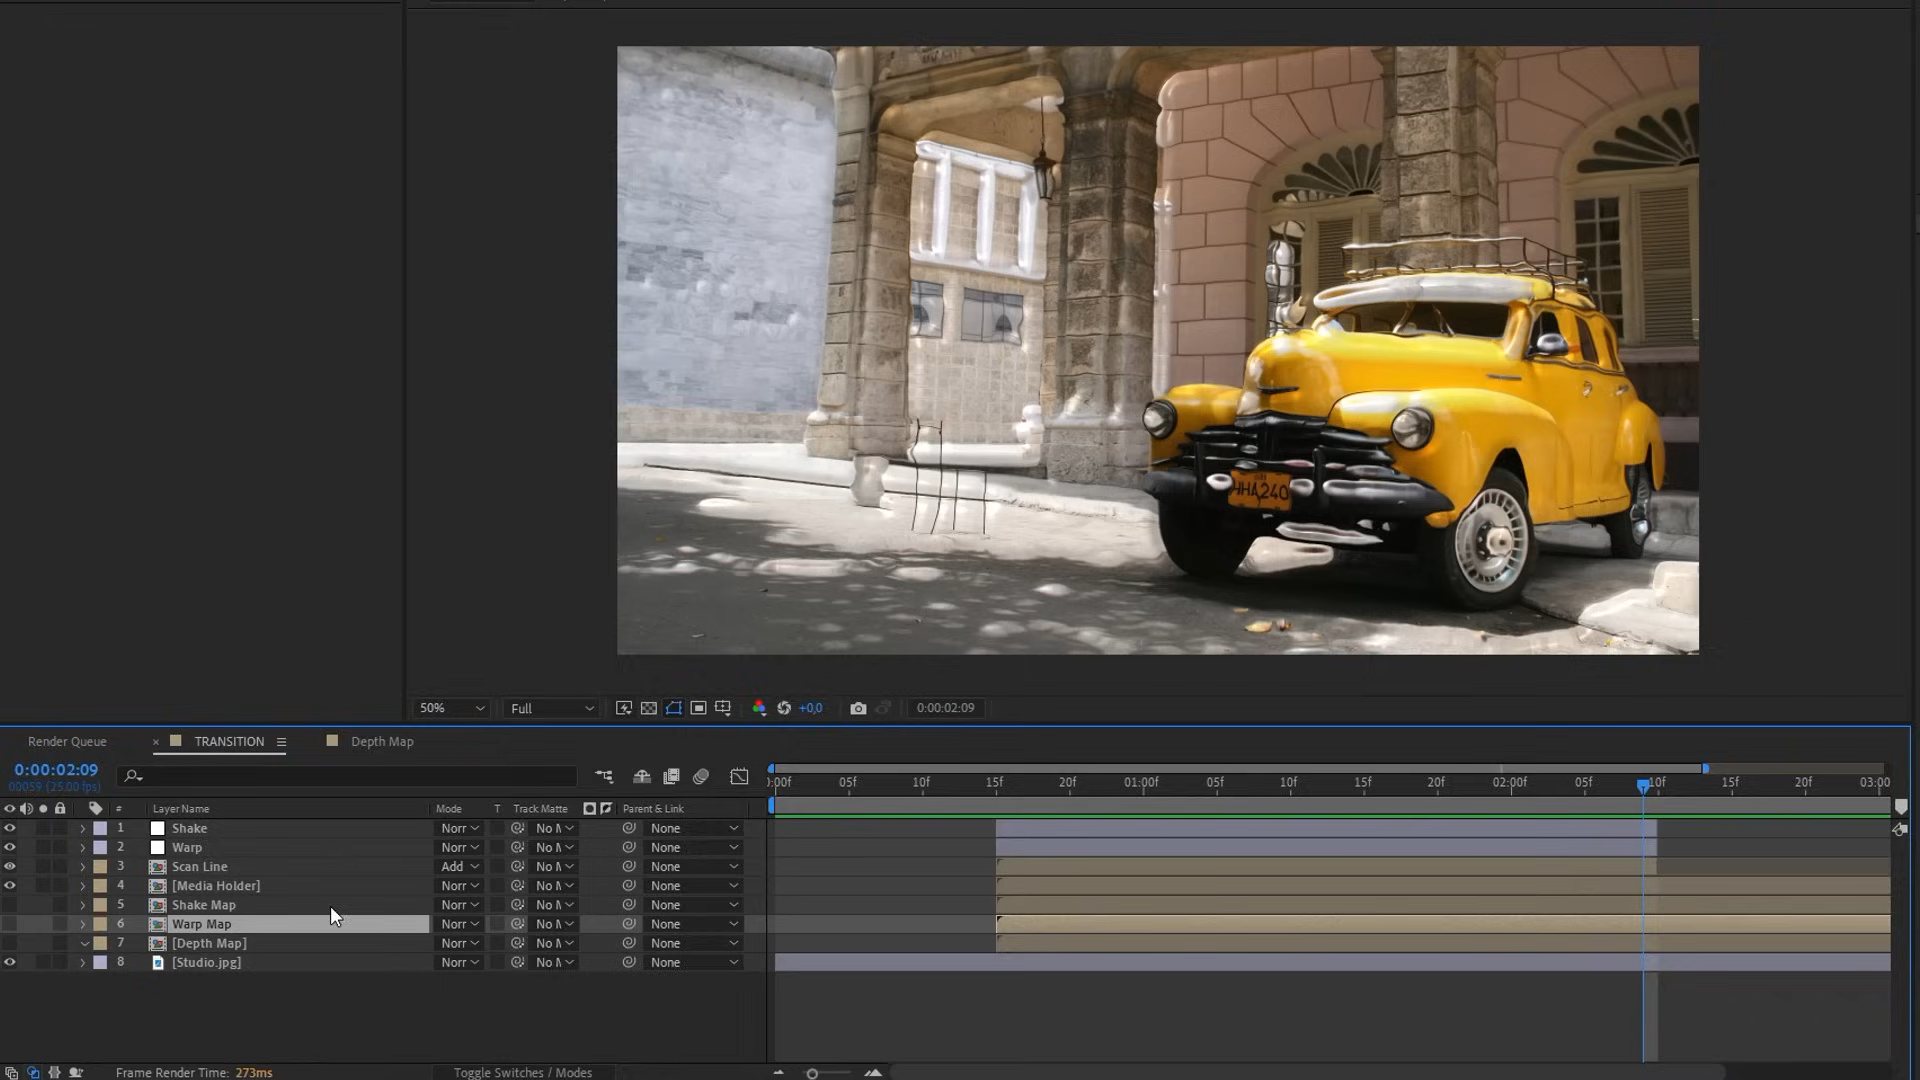 HHA240
50%
Full
+0,0
0:00:02:09
Render Queue
× TRANSITION
Depth Map
0:00:02:09
00059 (25.00 fps)
:00f 05f 10f 15f 20f 01:00f 05f 10f 15f 20f 02:00f 05f 10f 15f 20f 03:00
# Layer Name Mode T Track Matte Parent & Link
1 Shake Norr No M None
2 Warp Norr No M None
3 Scan Line Add No M None
4 [Media Holder] Norr No M None
5 Shake Map Norr No M None
6 Warp Map Norr No M None
7 [Depth Map] Norr No M None
8 [Studio.jpg] Norr No M None
Frame Render Time: 273ms
Toggle Switches / Modes